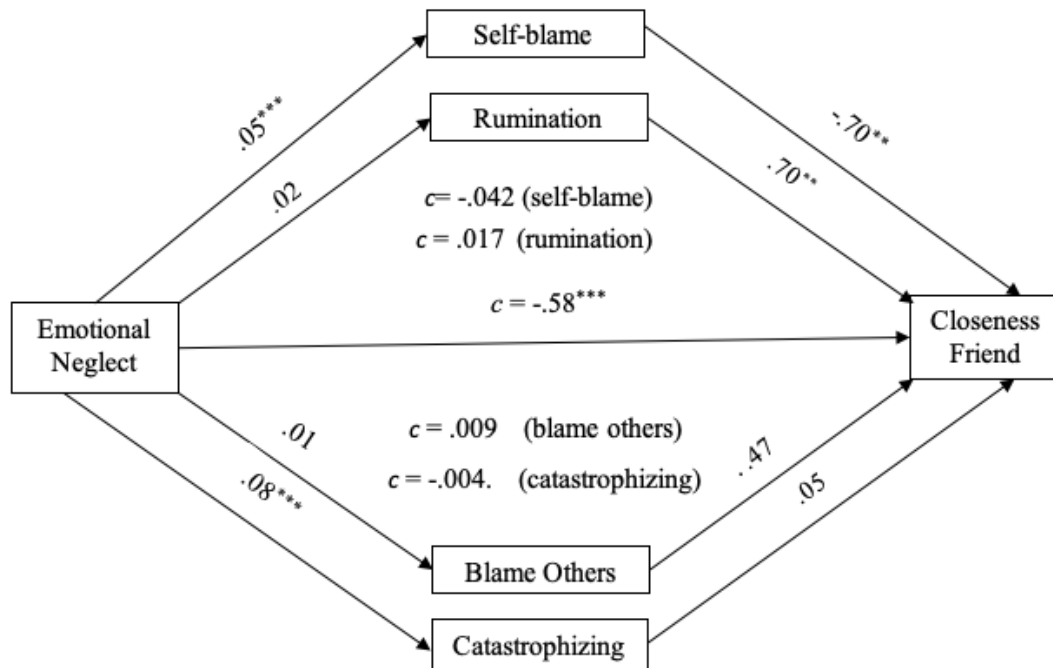 Self-blame
.05***
-.70**
Rumination
.02
.70**
c= -.042 (self-blame)
c = .017 (rumination)
c = -.58***
Emotional
Neglect
Closeness
Friend
.01
c = .009 (blame others)
. .47
.08***
c = -.004. (catastrophizing)
.05
Blame Others
Catastrophizing